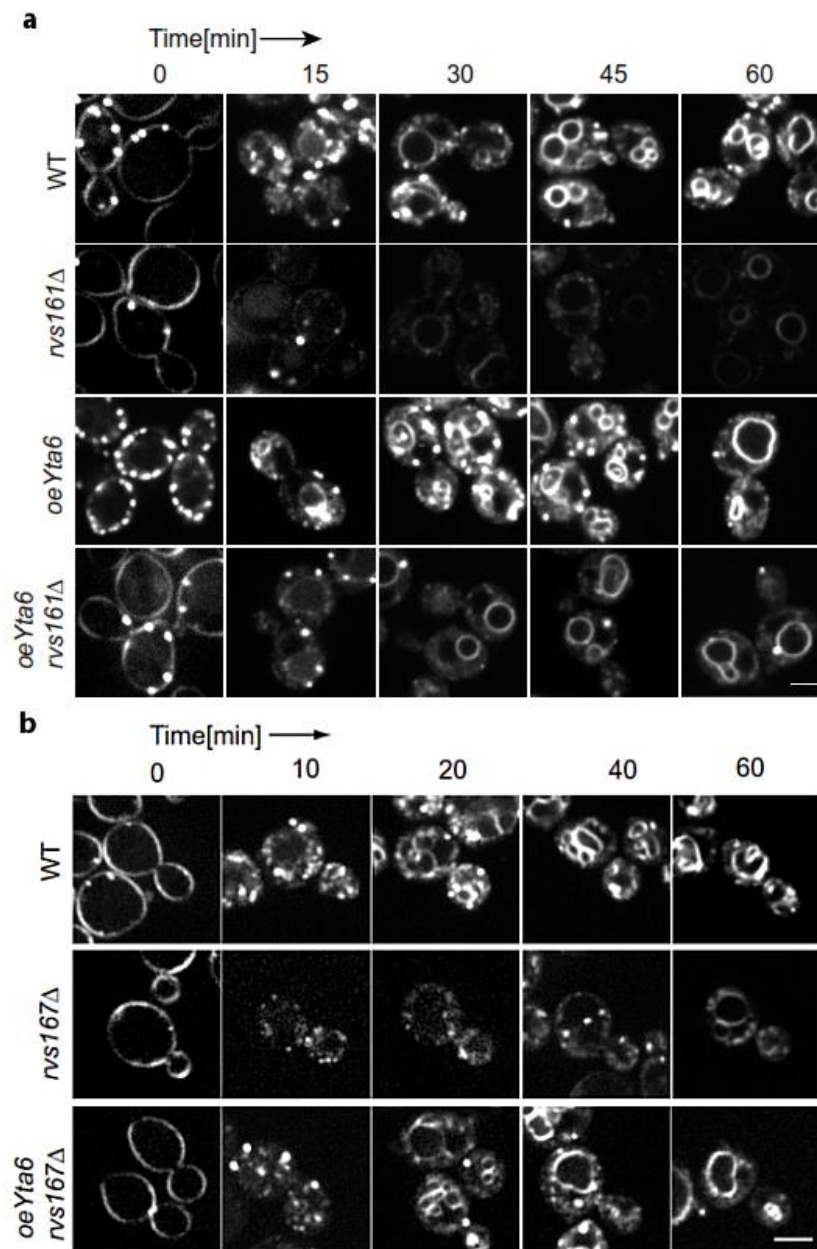 a
Time[min]
0 15 30 45 60
WT
rvs161Δ
oeYta6
oeYta6
rvs161Δ
b
Time[min]
0 10 20 40 60
WT
rvs167Δ
oeYta6
rvs167Δ